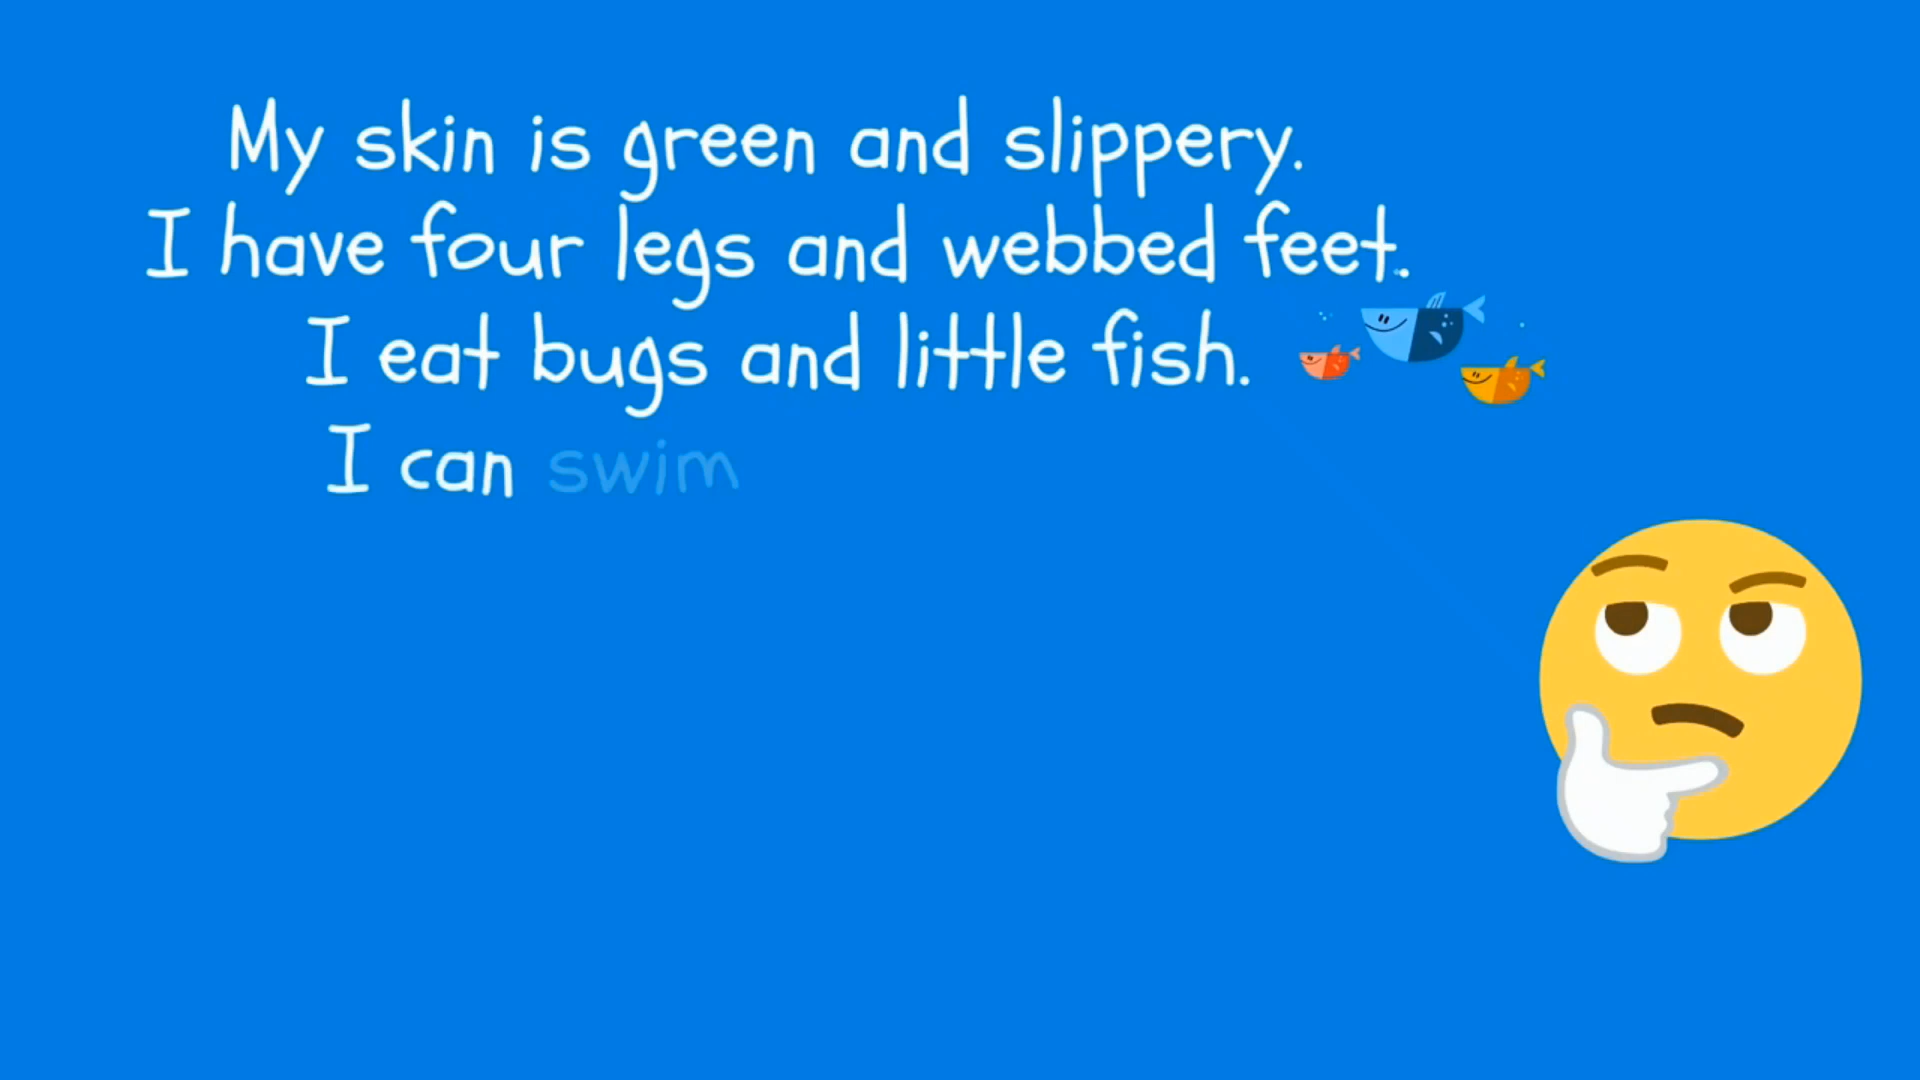 My skin is green and slippery.
I have four legs and webbed feet.
I eat bugs and little fish.
I can swim